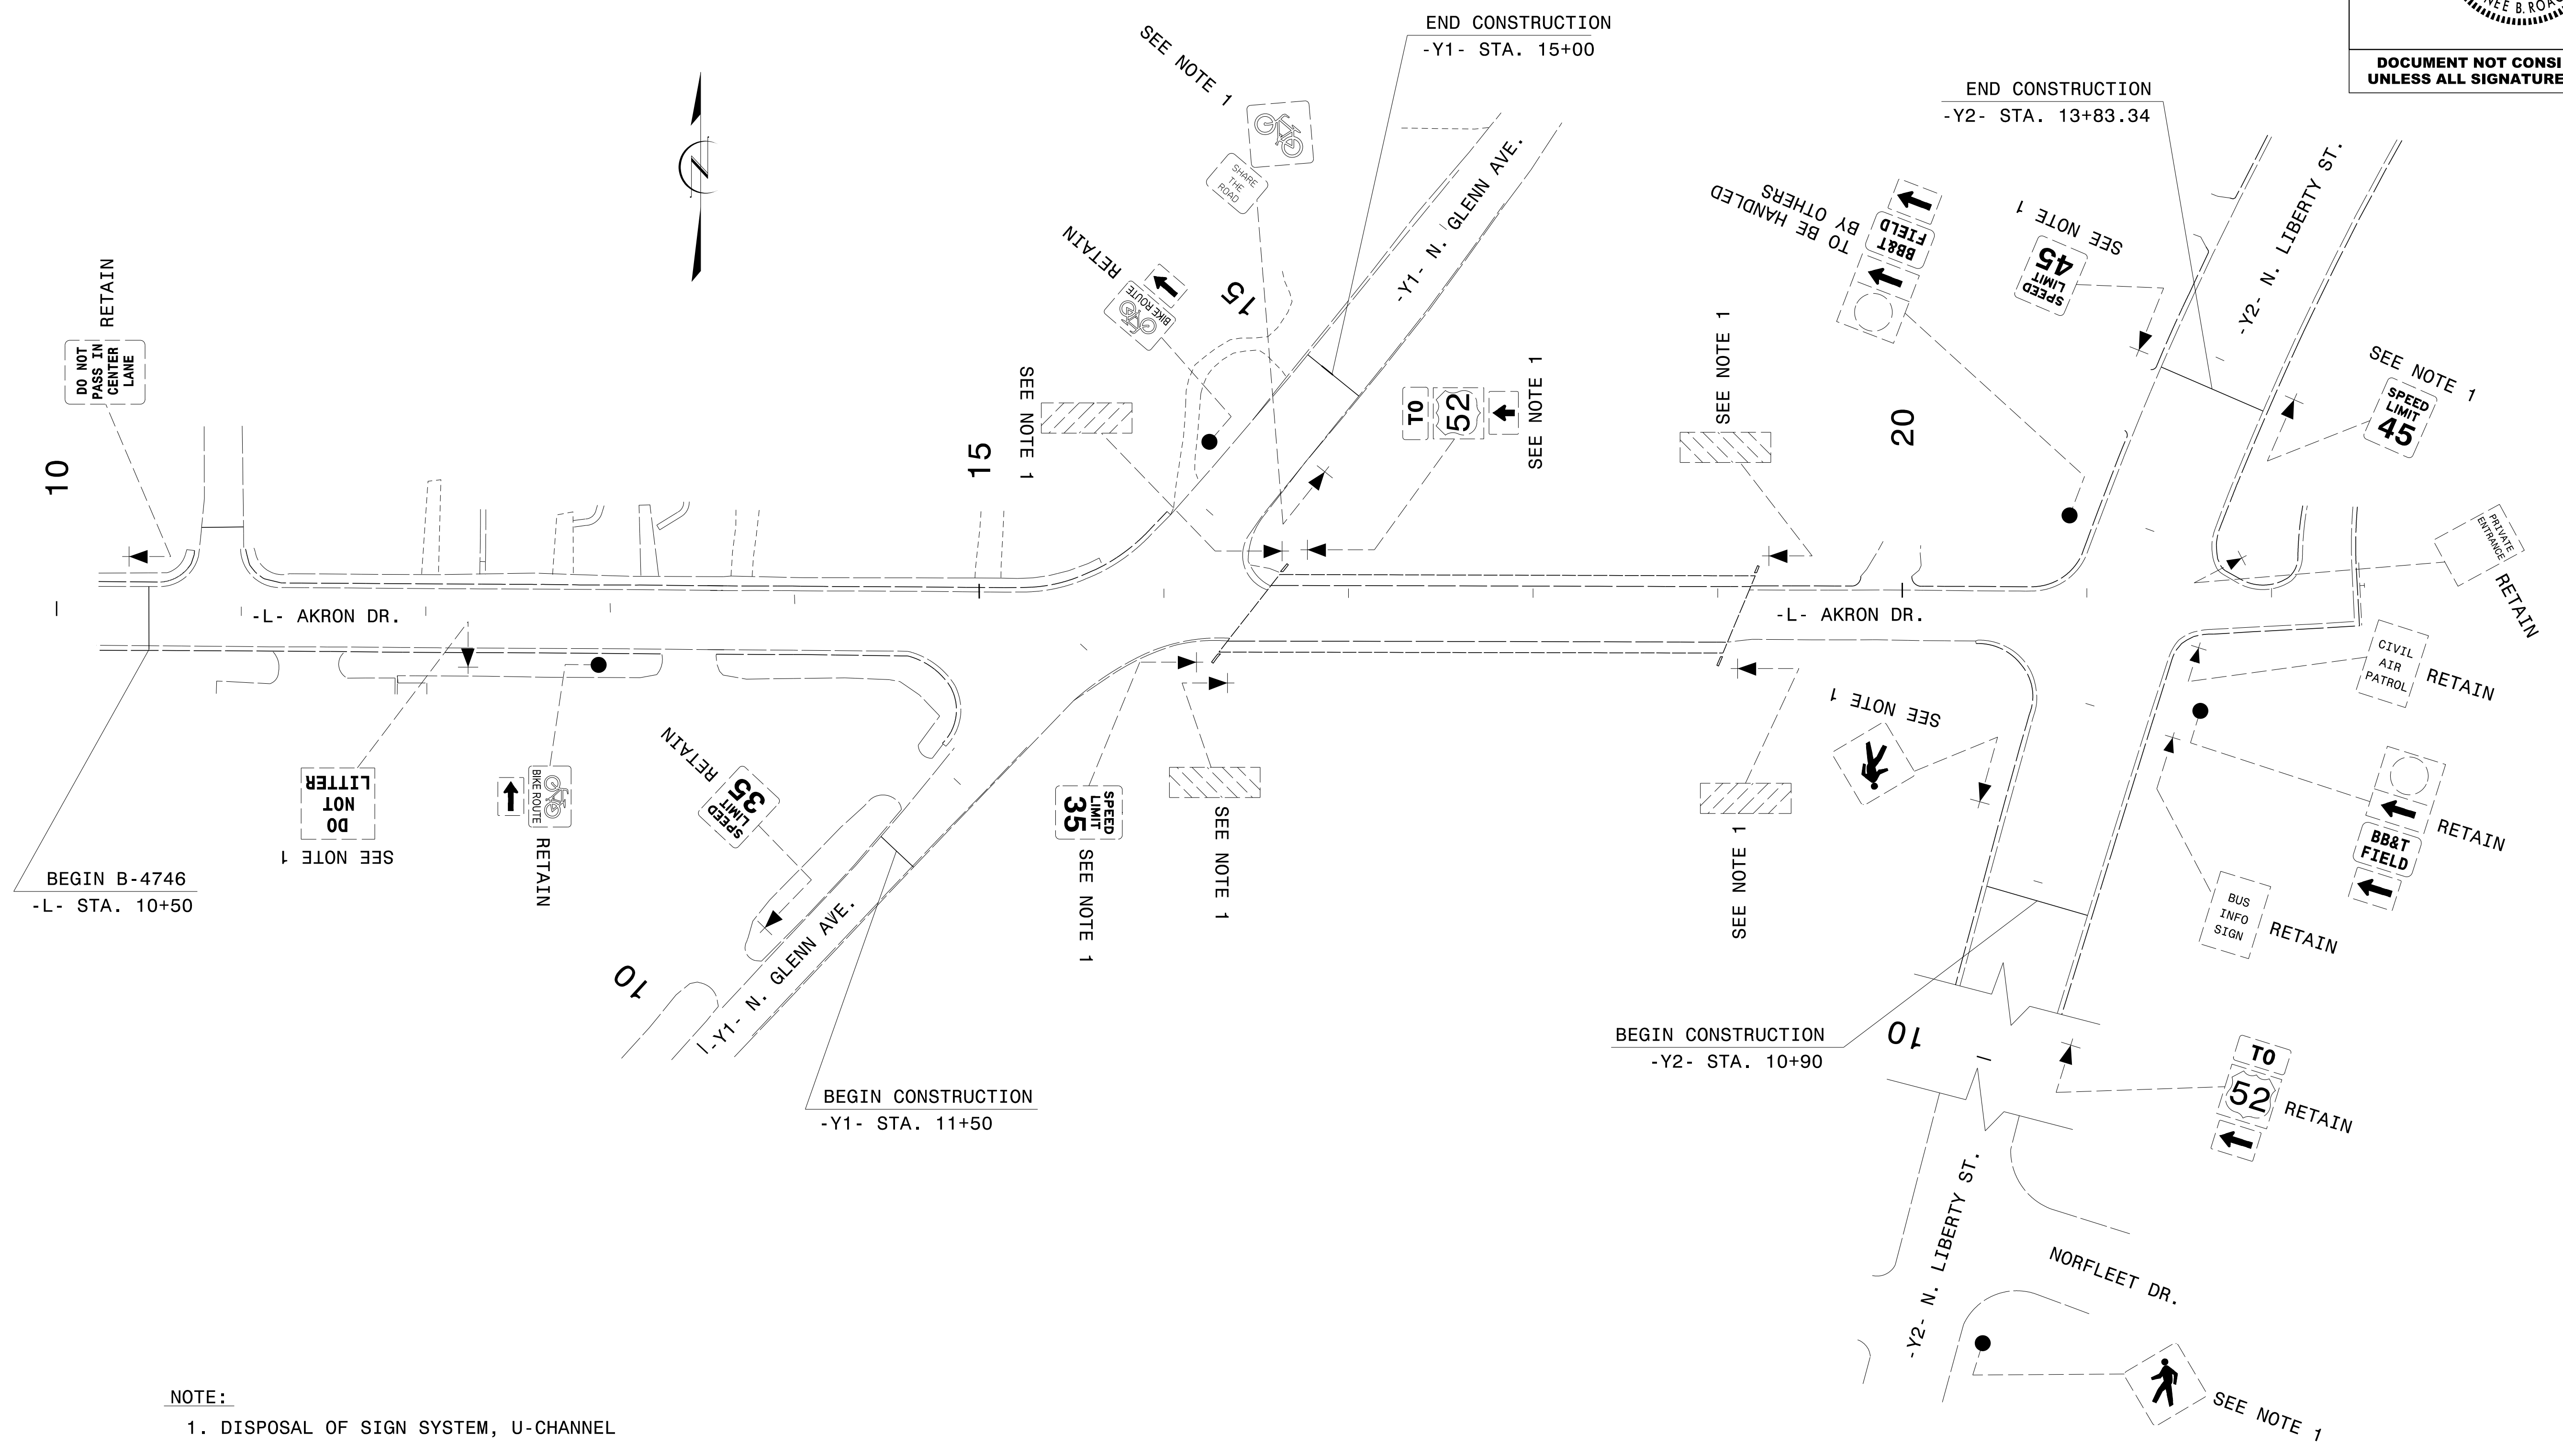 NEE B. ROA
DOCUMENT NOT CONSI
UNLESS ALL SIGNATURE
END CONSTRUCTION
-Y1- STA. 15+00
END CONSTRUCTION
-Y2- STA. 13+83.34
SEE NOTE 1
SHARE
THE
ROAD
RETAIN
BIKE ROUTE
15
-Y1- N. GLENN AVE.
TO BE HANDLED
BY OTHERS
BB&T
FIELD
SEE NOTE 1
SPEED
LIMIT
45
-Y2- N. LIBERTY ST.
SEE NOTE 1
SPEED
LIMIT
45
RETAIN
DO NOT
PASS IN
CENTER
LANE
10
15
SEE NOTE 1
TO
52
SEE NOTE 1
SEE NOTE 1
20
PRIVATE
ENTRANCE
RETAIN
-L- AKRON DR.
-L- AKRON DR.
CIVIL
AIR
PATROL
RETAIN
SEE NOTE 1
DO
NOT
LITTER
SEE NOTE 1
BIKE ROUTE
RETAIN
RETAIN
SPEED
LIMIT
35
SPEED
LIMIT
35
SEE NOTE 1
SEE NOTE 1
SEE NOTE 1
RETAIN
BB&T
FIELD
BUS
INFO
SIGN
RETAIN
BEGIN B-4746
-L- STA. 10+50
10
-Y1- N. GLENN AVE.
BEGIN CONSTRUCTION
-Y1- STA. 11+50
BEGIN CONSTRUCTION
-Y2- STA. 10+90
10
TO
52
RETAIN
-Y2- N. LIBERTY ST.
NORFLEET DR.
SEE NOTE 1
NOTE:
1. DISPOSAL OF SIGN SYSTEM, U-CHANNEL